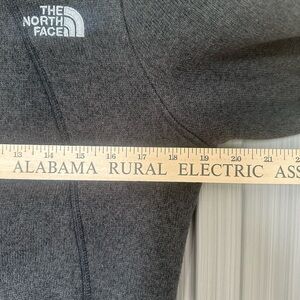 THE
NORTH
FACE
13 14 15 16 17 18 19 20 21
ALABAMA RURAL ELECTRIC ASS